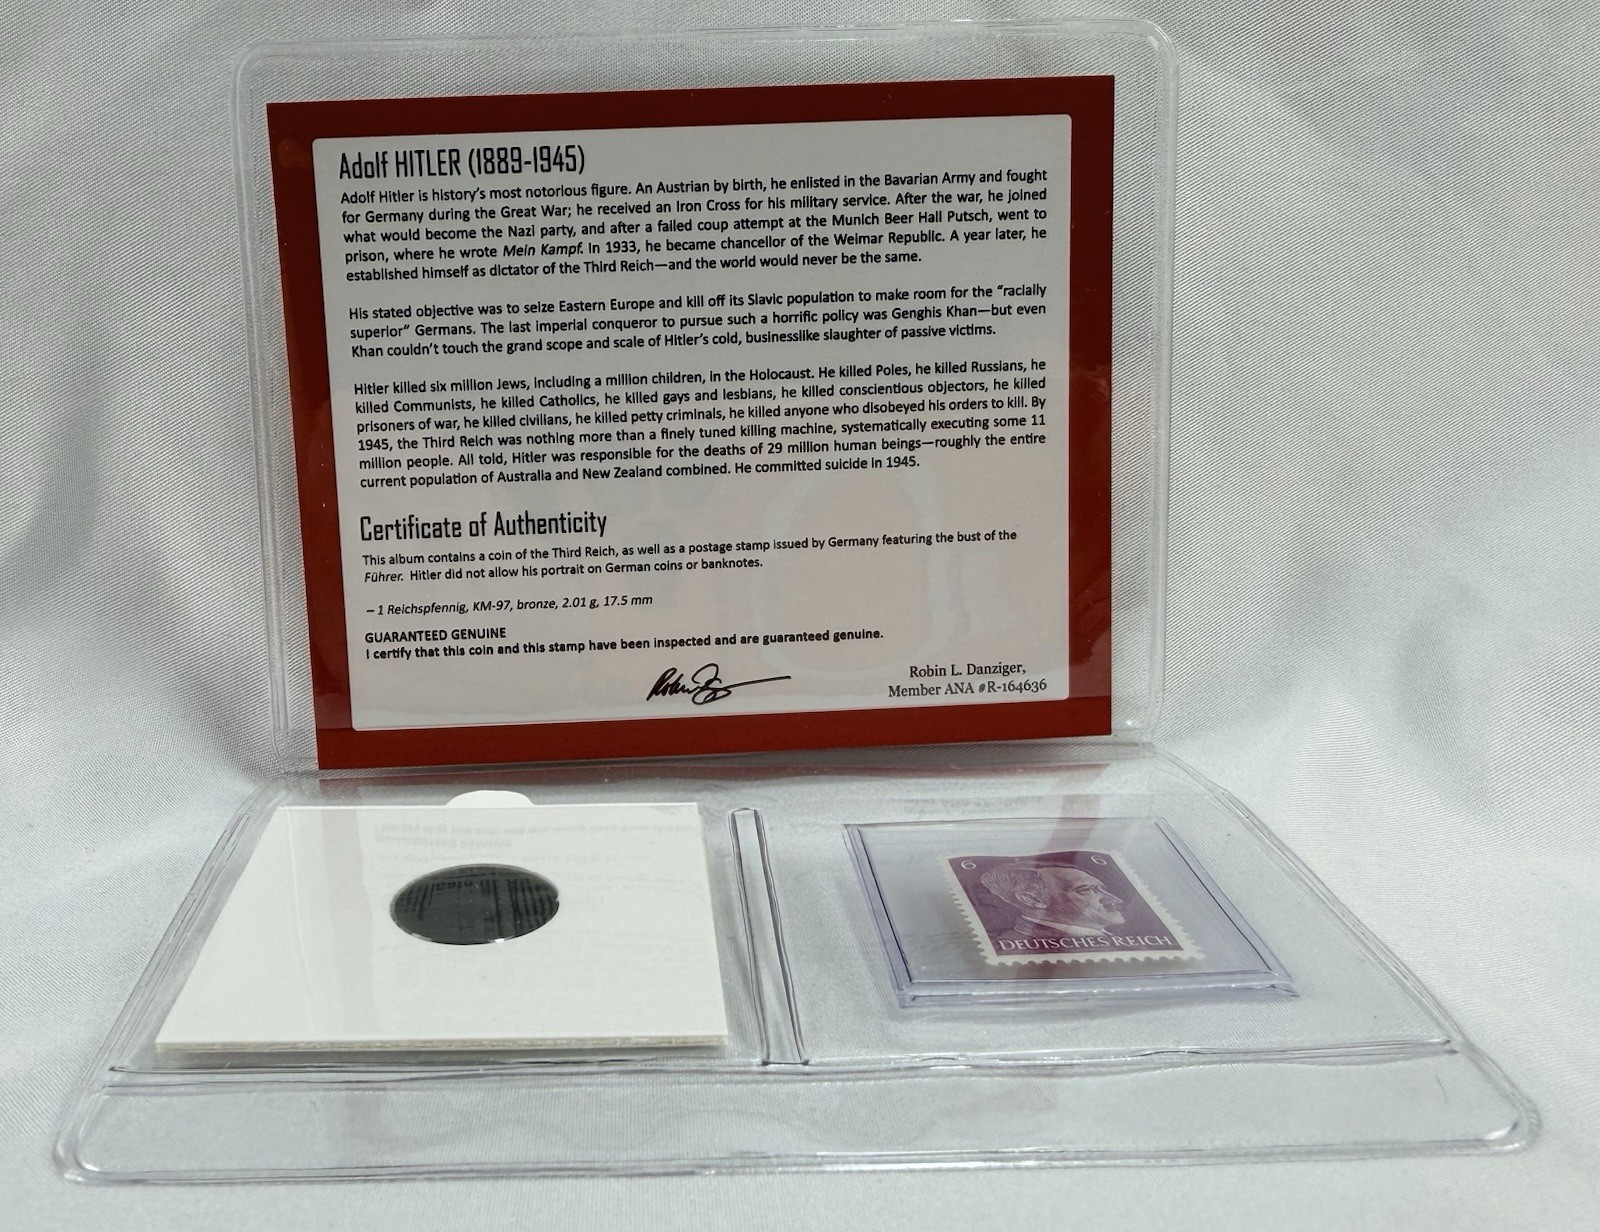 Adolf HITLER (1889-1945)
Adolf Hitler is history's most notorious figure. An Austrian by birth, he enlisted in the Bavarian Army and fought
for Germany during the Great War; he received an Iron Cross for his military service. After the war, he joined
what would become the Nazi party, and after a failed coup attempt at the Munich Beer Hall Putsch, went to
prison, where he wrote Mein Kampf. In 1933, he became chancellor of the Weimar Republic. A year later, he
established himself as dictator of the Third Reich—and the world would never be the same.
His stated objective was to seize Eastern Europe and kill off its Slavic population to make room for the "racially
superior" Germans. The last imperial conqueror to pursue such a horrific policy was Genghis Khan—but even
Khan couldn't touch the grand scope and scale of Hitler's cold, businesslike slaughter of passive victims.
Hitler killed six million Jews, including a million children, in the Holocaust. He killed Poles, he killed Russians, he
killed Communists, he killed Catholics, he killed gays and lesbians, he killed conscientious objectors, he killed
prisoners of war, he killed civilians, he killed petty criminals, he killed anyone who disobeyed his orders to kill. By
1945, the Third Reich was nothing more than a finely tuned killing machine, systematically executing some 11
million people. All told, Hitler was responsible for the deaths of 29 million human beings—roughly the entire
current population of Australia and New Zealand combined. He committed suicide in 1945.
Certificate of Authenticity
This album contains a coin of the Third Reich, as well as a postage stamp issued by Germany featuring the bust of the
Führer. Hitler did not allow his portrait on German coins or banknotes.
– 1 Reichspfennig, KM-97, bronze, 2.01 g, 17.5 mm
GUARANTEED GENUINE
I certify that this coin and this stamp have been inspected and are guaranteed genuine.
Robin L. Danziger,
Member ANA #R-164636
6 6
DEUTSCHES REICH